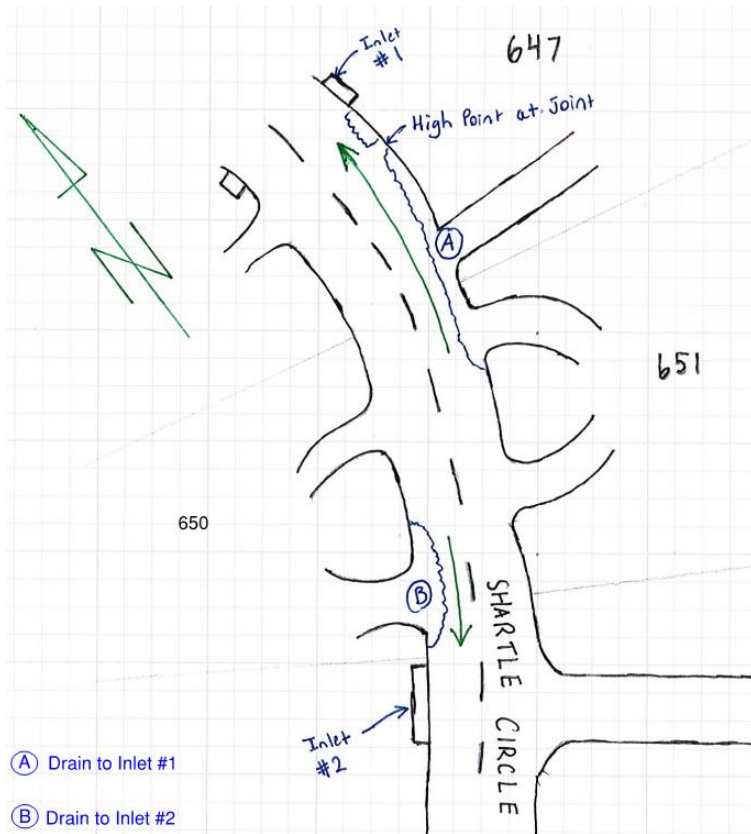 Inlet
#1
647
High Point at Joint
A
651
650
B
SHARTLE CIRCLE
Inlet
#2
A Drain to Inlet #1
B Drain to Inlet #2
N